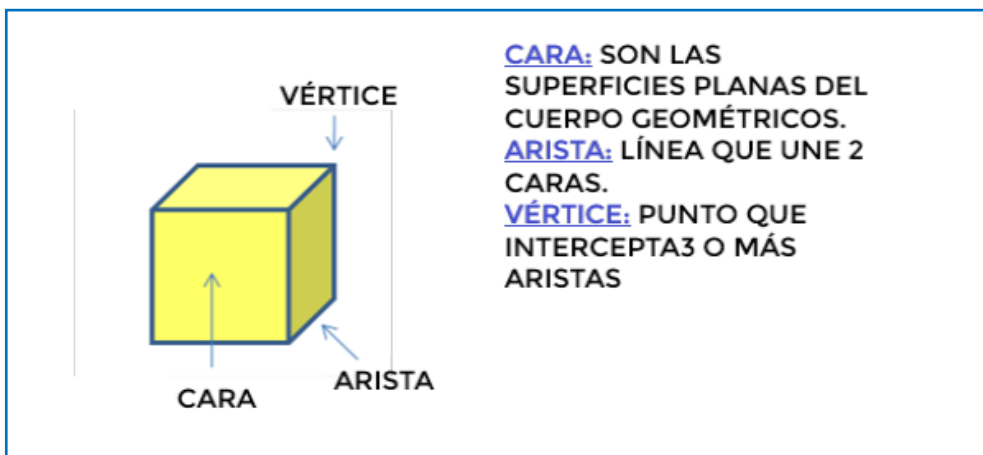 VÉRTICE
CARA
ARISTA
CARA: SON LAS
SUPERFICIES PLANAS DEL
CUERPO GEOMÉTRICOS.
ARISTA: LÍNEA QUE UNE 2
CARAS.
VÉRTICE: PUNTO QUE
INTERCEPTA3 O MÁS
ARISTAS